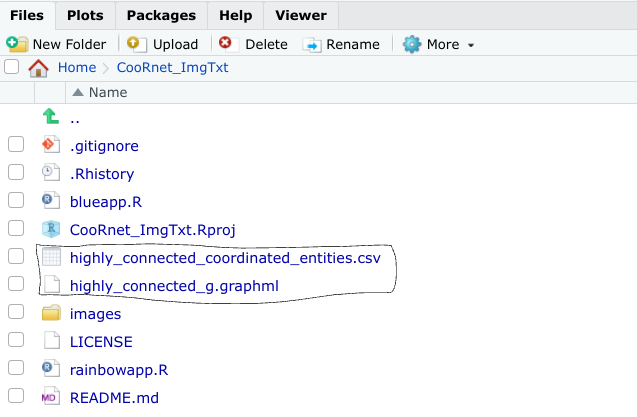 Files Plots Packages Help Viewer
New Folder Upload Delete Rename More
Home CooRnet_ImgTxt
Name
..
.gitignore
.Rhistory
blueapp.R
CooRnet_ImgTxt.Rproj
highly_connected_coordinated_entities.csv
highly_connected_g.graphml
images
LICENSE
rainbowapp.R
README.md